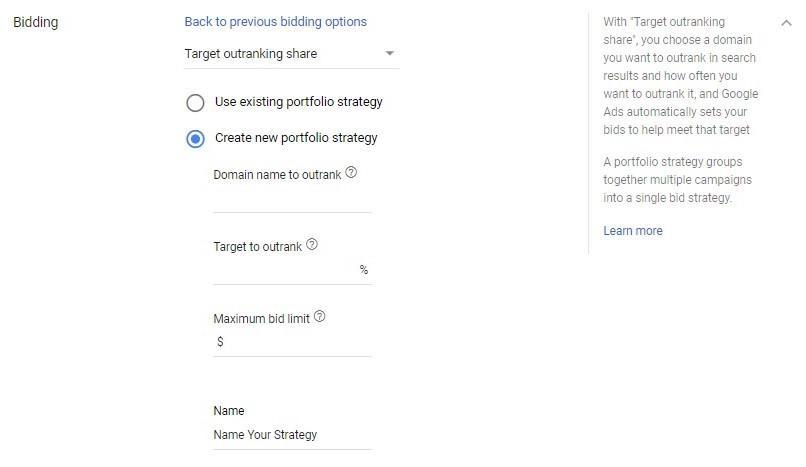 Bidding
Back to previous bidding options
Target outranking share
Use existing portfolio strategy
Create new portfolio strategy
Domain name to outrank ?
Target to outrank ?
%
Maximum bid limit ?
$
Name
Name Your Strategy
With "Target outranking
share", you choose a domain
you want to outrank in search
results and how often you
want to outrank it, and Google
Ads automatically sets your
bids to help meet that target
A portfolio strategy groups
together multiple campaigns
into a single bid strategy.
Learn more